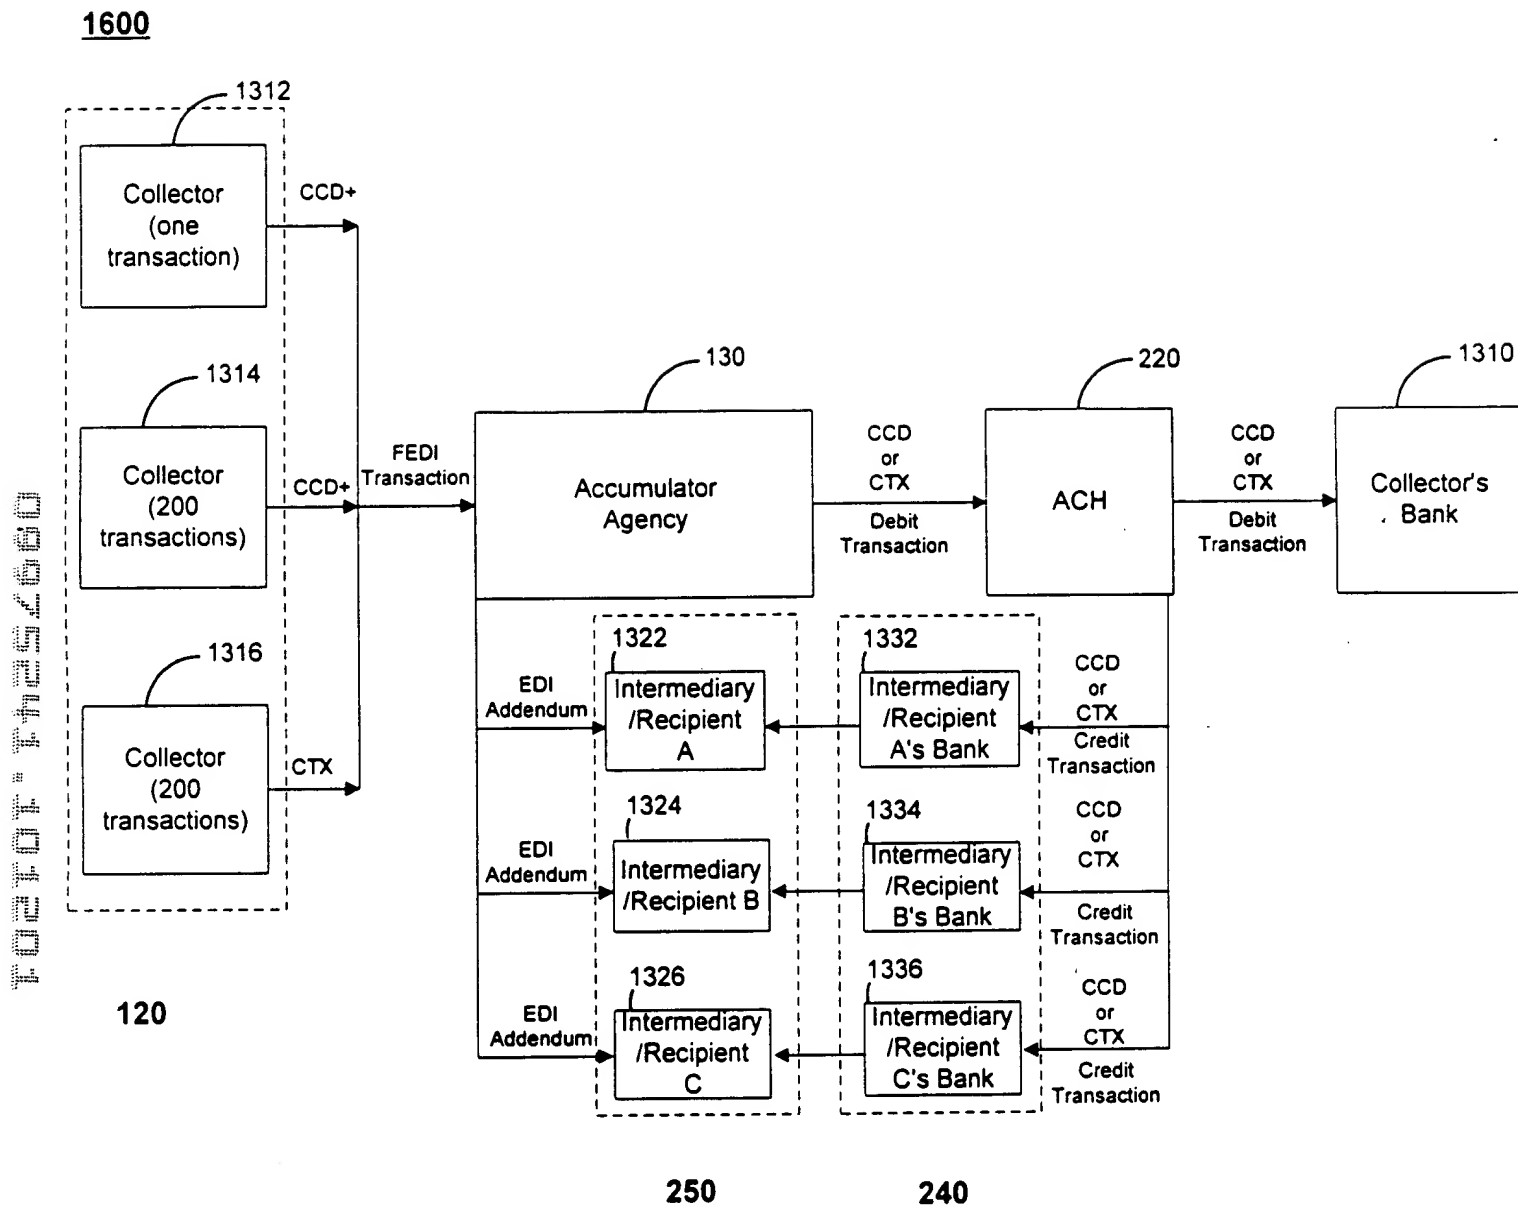 1600
1312
Collector
(one
transaction)
CCD+
1314
Collector
(200
transactions)
CCD+
1316
Collector
(200
transactions)
CTX
120
FEDI
Transaction
130
Accumulator
Agency
CCD
or
CTX
Debit
Transaction
220
ACH
CCD
or
CTX
Debit
Transaction
1310
Collector's
Bank
EDI
Addendum
1322
Intermediary
/Recipient
A
1332
Intermediary
/Recipient
A's Bank
CCD
or
CTX
Credit
Transaction
EDI
Addendum
1324
Intermediary
/Recipient B
1334
Intermediary
/Recipient
B's Bank
CCD
or
CTX
Credit
Transaction
EDI
Addendum
1326
Intermediary
/Recipient
C
1336
Intermediary
/Recipient
C's Bank
CCD
or
CTX
Credit
Transaction
250
240
09975241.101201